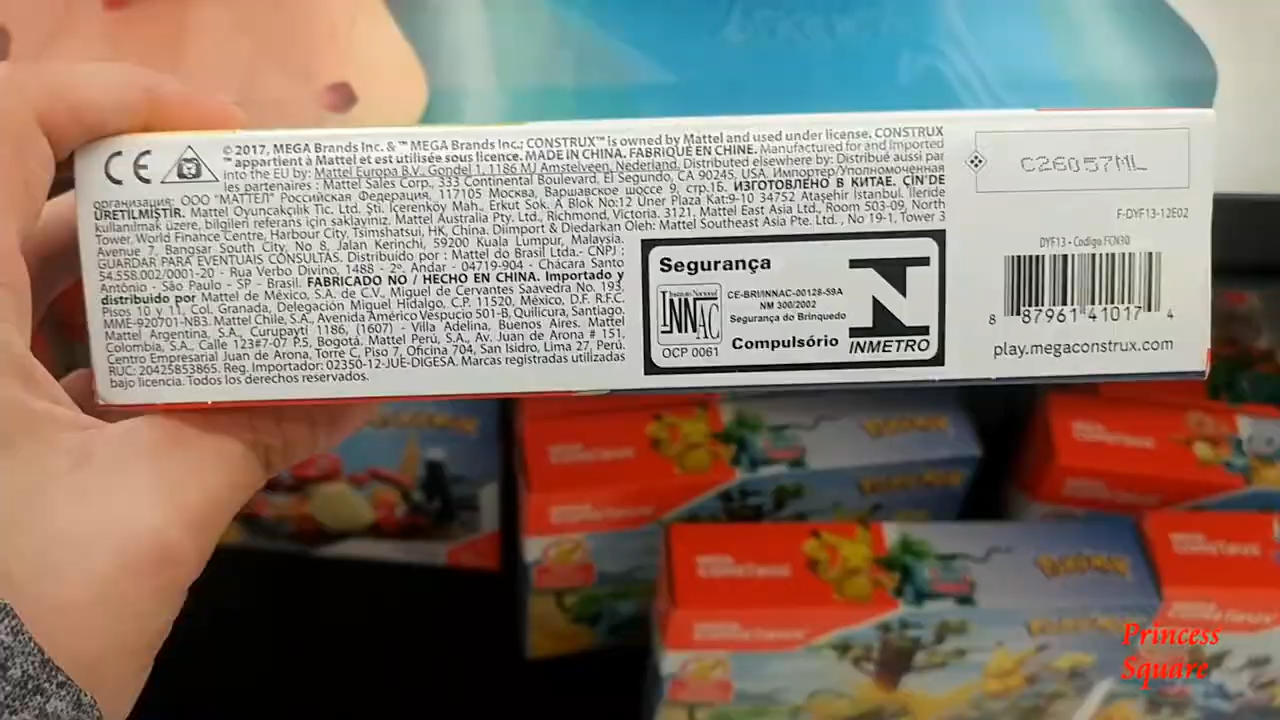 © 2017, MEGA Brands Inc. & ™ MEGA Brands Inc.; CONSTRUX™ is owned by Mattel and used under license. CONSTRUX
™ appartient à Mattel et est utilisée sous licence. MADE IN CHINA. FABRIQUÉ EN CHINE. Manufactured for and Imported
into the EU by: Mattel Europa B.V., Gondel 1, 1186 MJ Amstelveen, Nederland. Distributed elsewhere by: Distribué aussi par
les partenaires : Mattel Sales Corp., 333 Continental Boulevard, El Segundo, CA 90245, USA. Импортер/Уполномоченная
организация: ООО "МАТТЕЛ" Российская Федерация, 117105 Москва, Варшавское шоссе 9, стр.1Б. ИЗГОТОВЛЕНО В КИТАЕ. ÇİN'DE
ÜRETİLMİŞTİR. Mattel Oyuncakçılık Tic. Ltd. Şti. İçerenköy Mah., Erkut Sok. A Blok No:12 Üner Plaza Kat:9-10 34752 Ataşehir İstanbul. İleride
kullanılmak üzere, bilgileri referans için saklayınız. Mattel Australia Pty. Ltd., Richmond, Victoria. 3121. Mattel East Asia Ltd., Room 503-09, North
Tower, World Finance Centre, Harbour City, Tsimshatsui, HK, China. Diimport & Diedarkan Oleh: Mattel Southeast Asia Pte. Ltd., No 19-1, Tower 3
Avenue 7, Bangsar South City, No 8, Jalan Kerinchi, 59200 Kuala Lumpur, Malaysia.
GUARDAR PARA EVENTUAIS CONSULTAS. Distribuido por : Mattel do Brasil Ltda.- CNPJ :
54.558.002/0001-20 - Rua Verbo Divino, 1488 - 2º. Andar - 04719-904 - Chácara Santo
Antônio - São Paulo - SP - Brasil. FABRICADO NO / HECHO EN CHINA. Importado y
distribuido por Mattel de México, S.A. de C.V., Miguel de Cervantes Saavedra No. 193,
Pisos 10 y 11, Col. Granada, Delegación Miguel Hidalgo, C.P. 11520, México, D.F. R.F.C.
MME-920701-NB3. Mattel Chile, S.A., Avenida Américo Vespucio 501-B, Quilicura, Santiago.
Mattel Argentina, S.A., Curupaytí 1186, (1607) - Villa Adelina, Buenos Aires. Mattel
Colombia, S.A., Calle 123#7-07 P.5, Bogotá. Mattel Perú, S.A., Av. Juan de Arona # 151,
Centro Empresarial Juan de Arona, Torre C, Piso 7, Oficina 704, San Isidro, Lima 27, Perú.
RUC: 20425853865. Reg. Importador: 02350-12-JUE-DIGESA. Marcas registradas utilizadas
bajo licencia. Todos los derechos reservados.
Segurança
Instituto Nacional
INNAC
OCP 0061
CE-BRI/INNAC-00128-59A
NM 300/2002
Segurança do Brinquedo
Compulsório
INMETRO
C26057ML
F-DYF13-12E02
DYF13 - Codigo FCN30
8 87961 41017 4
play.megaconstrux.com
MEGA CONSTRUX
POKÉMON
MEGA CONSTRUX
POKÉMON
Princess
Square